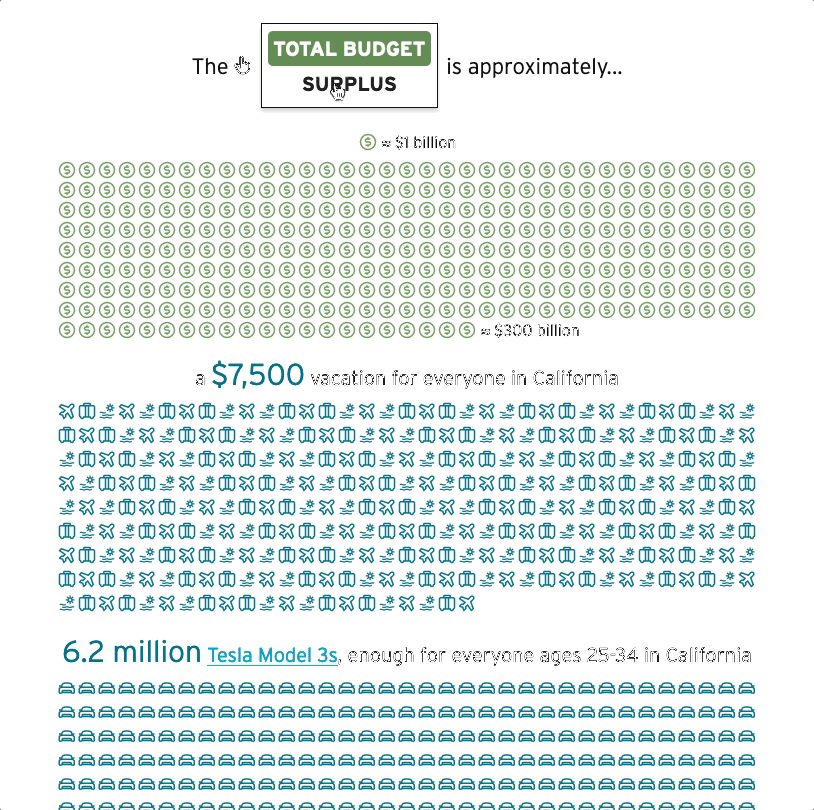 TOTAL BUDGET
The SURPLUS is approximately...
≈ $1 billion
≈ $300 billion
a $7,500 vacation for everyone in California
6.2 million Tesla Model 3s, enough for everyone ages 25-34 in California